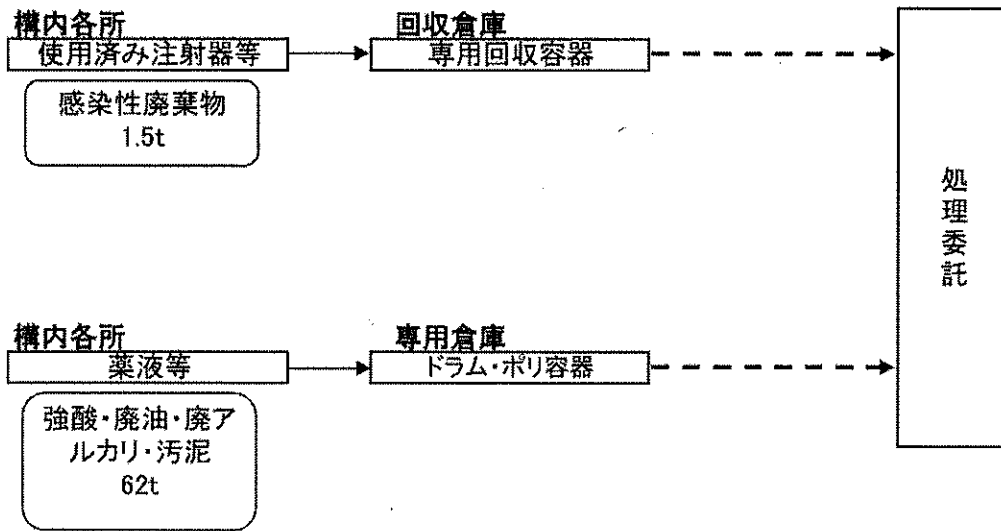 構内各所
使用済み注射器等
感染性廃棄物
1.5t
回収倉庫
専用回収容器
構内各所
薬液等
強酸・廃油・廃ア
ルカリ・汚泥
62t
専用倉庫
ドラム・ポリ容器
処理委託